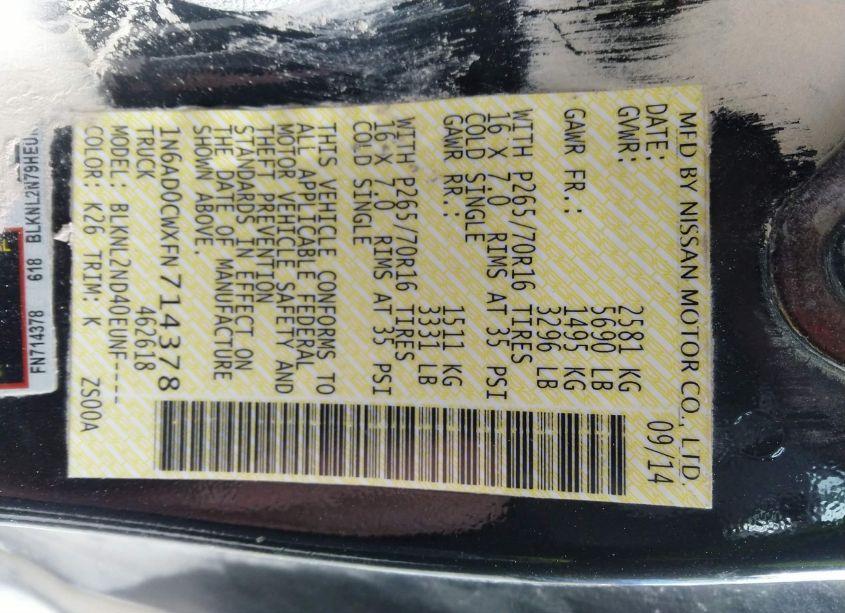 MFD BY NISSAN MOTOR CO., LTD.
DATE: 09/14
GVWR: 2581 KG
5690 LB
GAWR FR.: 1495 KG
3296 LB
WITH P265/70R16 TIRES
16 X 7.0 RIMS AT 35 PSI
COLD SINGLE
GAWR RR.: 1511 KG
3331 LB
WITH P265/70R16 TIRES
16 X 7.0 RIMS AT 35 PSI
COLD SINGLE
THIS VEHICLE CONFORMS TO
ALL APPLICABLE FEDERAL
MOTOR VEHICLE SAFETY AND
THEFT PREVENTION
STANDARDS IN EFFECT ON
THE DATE OF MANUFACTURE
SHOWN ABOVE.
1N6AD0CWXFN714378
TRUCK 462618
MODEL: BLKNL2ND40EUNF----
COLOR: K26 TRIM: K ZS00A
FN714378 618